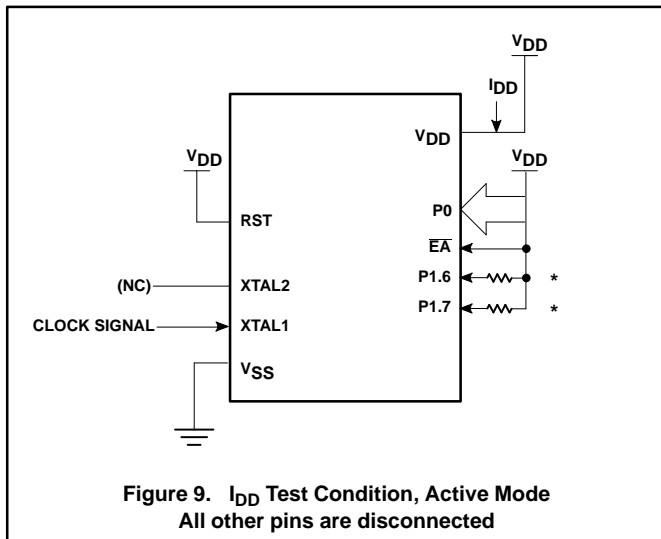 VDD
IDD
VDD
VDD
VDD
P0
RST
EA
(NC)
XTAL2
P1.6
*
P1.7
*
CLOCK SIGNAL
XTAL1
VSS
Figure 9. IDD Test Condition, Active Mode
All other pins are disconnected